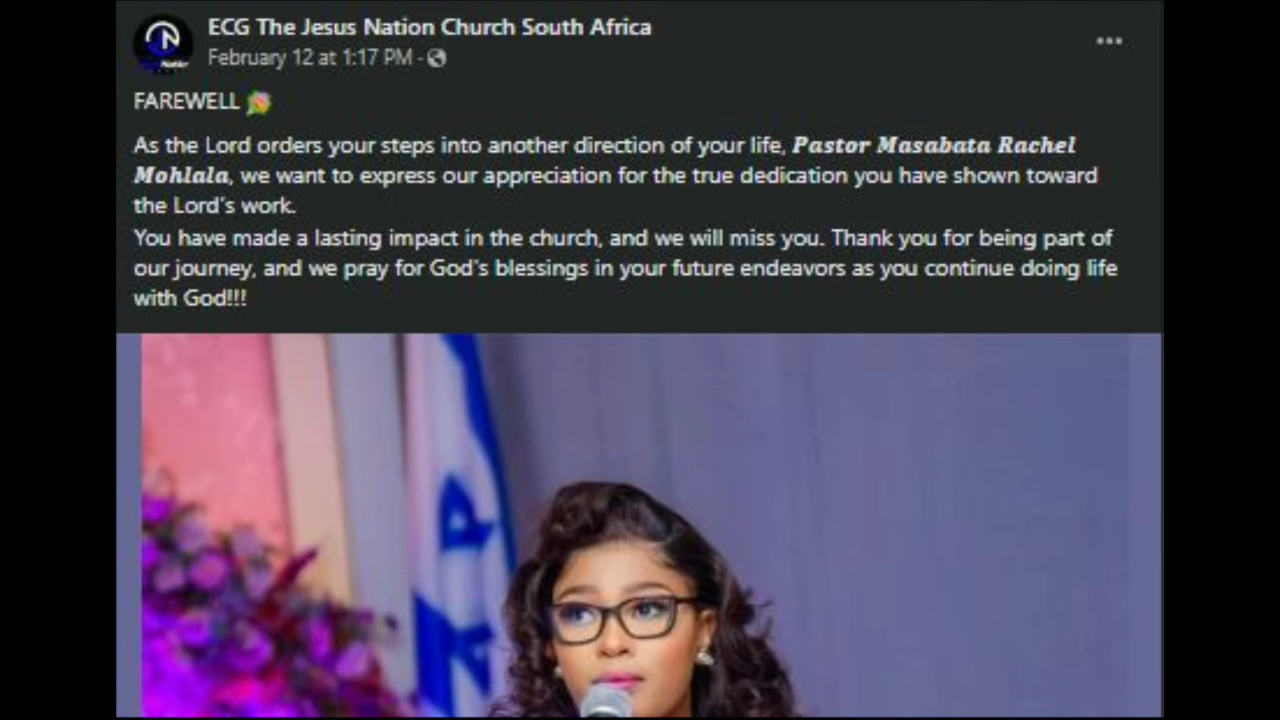 ECG The Jesus Nation Church South Africa
February 12 at 1:17 PM ·
FAREWELL
As the Lord orders your steps into another direction of your life, Pastor Masabata Rachel
Mohlala, we want to express our appreciation for the true dedication you have shown toward
the Lord's work.
You have made a lasting impact in the church, and we will miss you. Thank you for being part of
our journey, and we pray for God's blessings in your future endeavors as you continue doing life
with God!!!